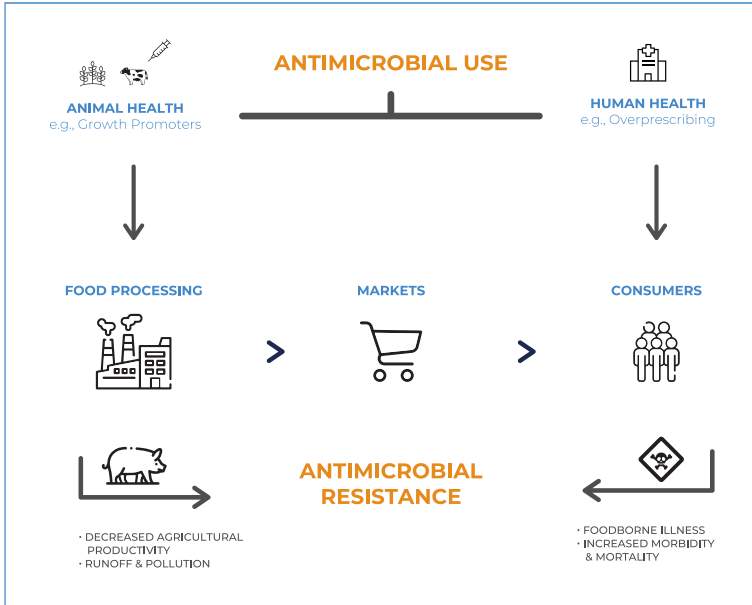 ANTIMICROBIAL USE
ANIMAL HEALTH
e.g., Growth Promoters
HUMAN HEALTH
e.g., Overprescribing
FOOD PROCESSING
MARKETS
CONSUMERS
>
>
ANTIMICROBIAL
RESISTANCE
· DECREASED AGRICULTURAL
PRODUCTIVITY
· RUNOFF & POLLUTION
· FOODBORNE ILLNESS
· INCREASED MORBIDITY
& MORTALITY